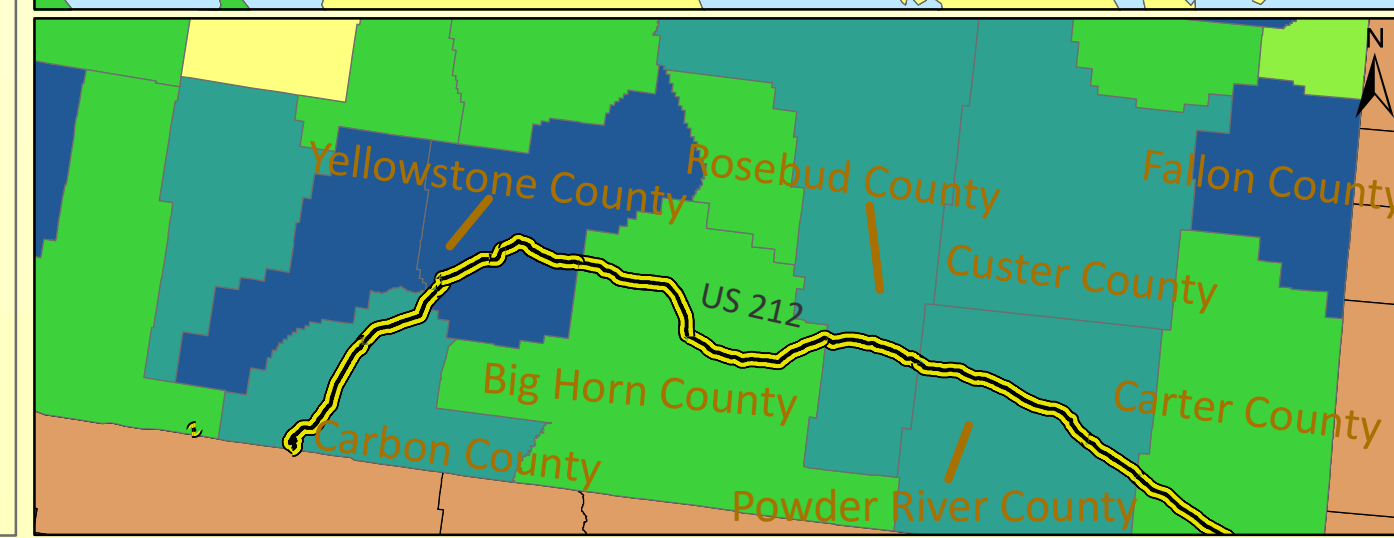 N
Yellowstone County
Rosebud County
Fallon County
Custer County
US 212
Big Horn County
Carter County
Carbon County
Powder River County